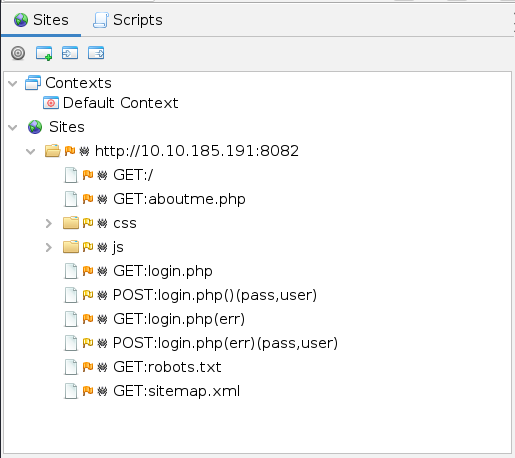 Sites
Scripts
Contexts
Default Context
Sites
http://10.10.185.191:8082
GET:/
GET:aboutme.php
css
js
GET:login.php
POST:login.php()(pass,user)
GET:login.php(err)
POST:login.php(err)(pass,user)
GET:robots.txt
GET:sitemap.xml